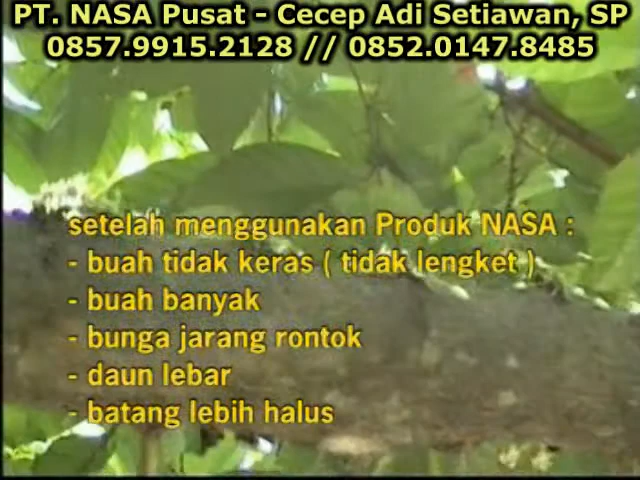 PT. NASA Pusat - Cecep Adi Setiawan, SP
0857.9915.2128 // 0852.0147.8485
setelah menggunakan Produk NASA :
- buah tidak keras ( tidak lengket )
- buah banyak
- bunga jarang rontok
- daun lebar
- batang lebih halus